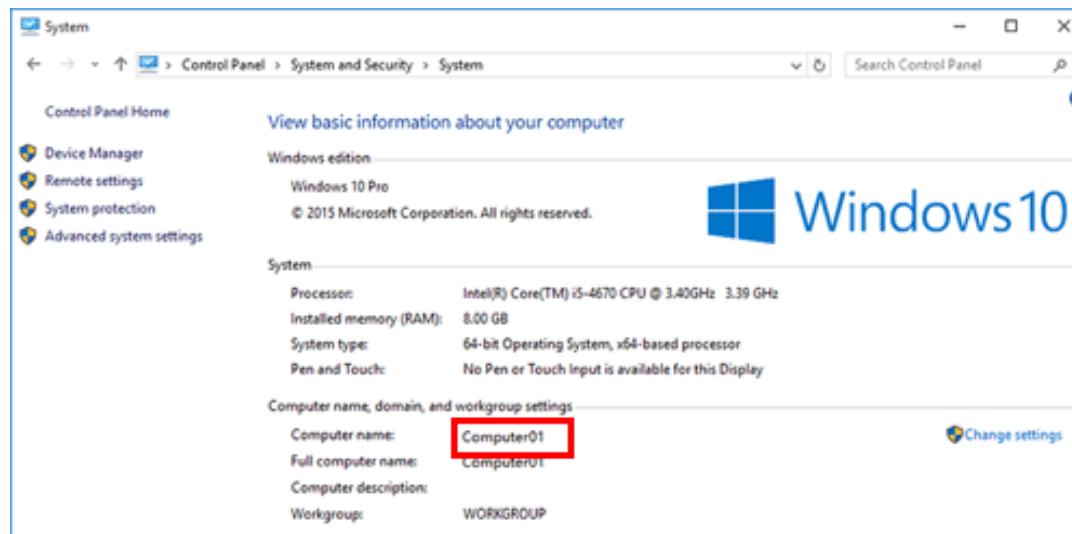 System
Control Panel > System and Security > System
Search Control Panel
Control Panel Home
Device Manager
Remote settings
System protection
Advanced system settings
View basic information about your computer
Windows edition
Windows 10 Pro
© 2015 Microsoft Corporation. All rights reserved.
Windows 10
System
Processor: Intel(R) Core(TM) i5-4670 CPU @ 3.40GHz 3.39 GHz
Installed memory (RAM): 8.00 GB
System type: 64-bit Operating System, x64-based processor
Pen and Touch: No Pen or Touch Input is available for this Display
Computer name, domain, and workgroup settings
Computer name: Computer01
Change settings
Full computer name: Computer01
Computer description:
Workgroup: WORKGROUP